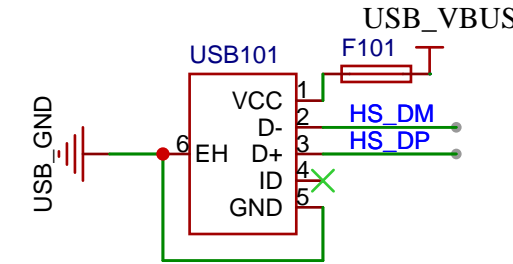 USB_VBUS
USB101
F101
1
VCC
HS_DM
2
D-
HS_DP
3
D+
USB_GND
6
EH
4
ID
5
GND